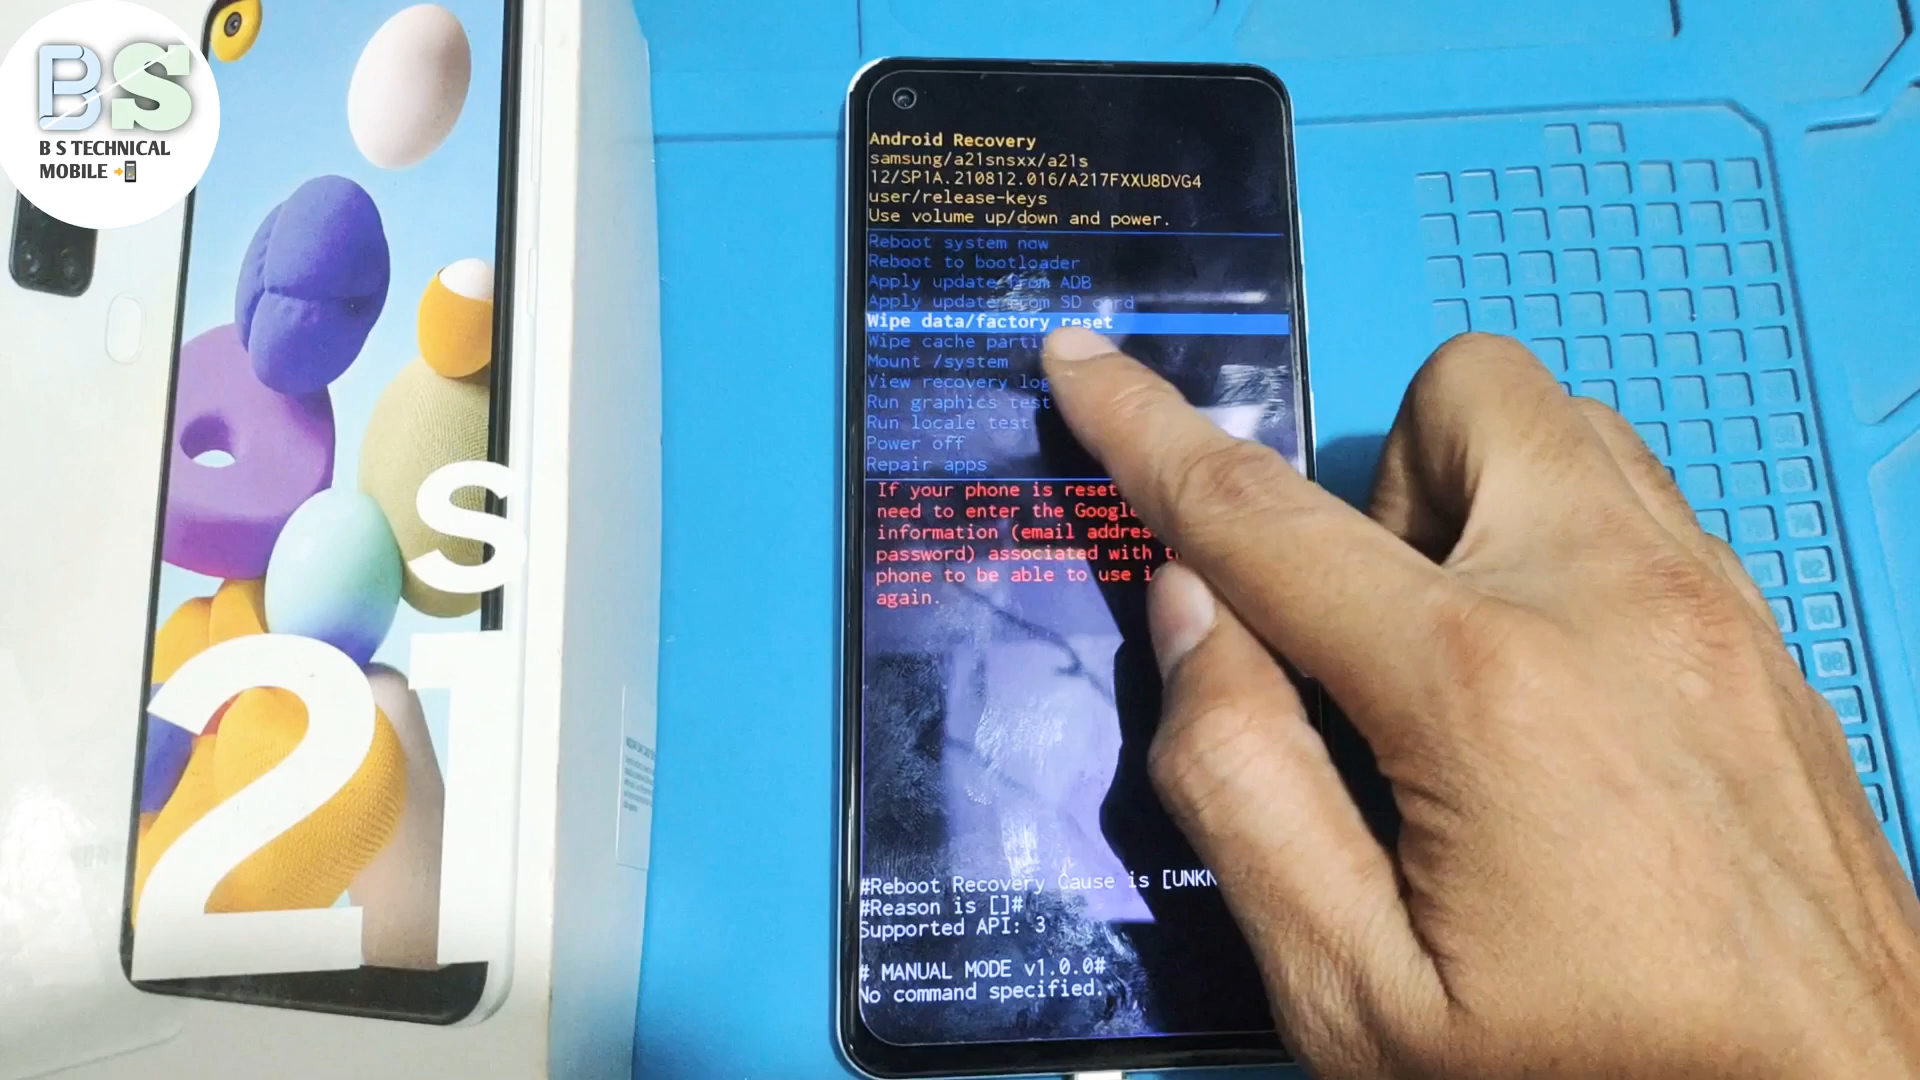 BS
B S TECHNICAL
MOBILE
s
21
Android Recovery
samsung/a21snsxx/a21s
12/SP1A.210812.016/A217FXXU8DVG4
user/release-keys
Use volume up/down and power.
Reboot system now
Reboot to bootloader
Apply update from ADB
Apply update from SD card
Wipe data/factory reset
Wipe cache
Mount /system
View recovery
Run graphics test
Run locale test
Power off
Repair apps
If your phone is reset
need to enter the Google
information (email
password) associated with
phone to be able to use
again.
#Reboot Recovery Cause is
#Reason is []#
Supported API: 3
# MANUAL MODE v1.0.0#
No command specified.